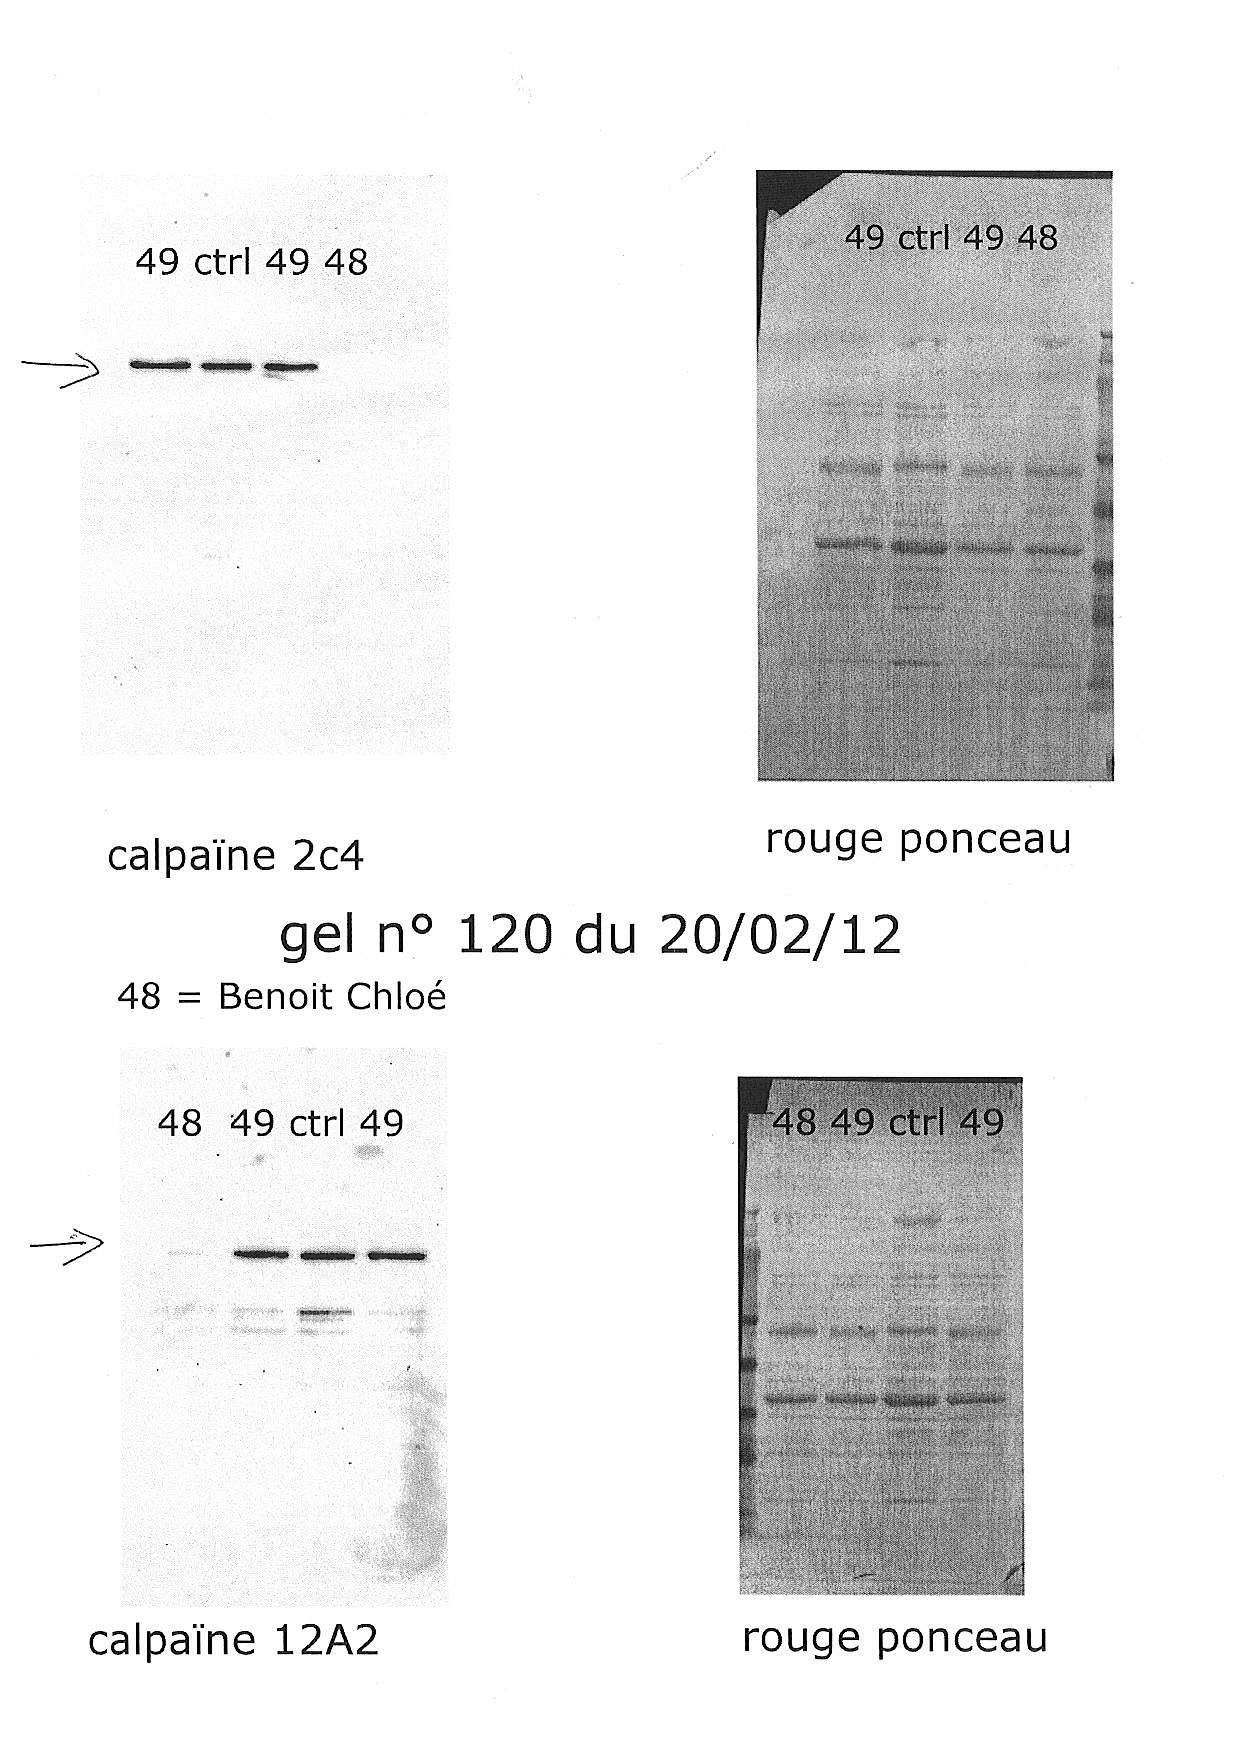 49 ctrl 49 48
49 ctrl 49 48
calpaïne 2c4
rouge ponceau
gel n° 120 du 20/02/12
48 = Benoit Chloé
48 49 ctrl 49
48 49 ctrl 49
calpaïne 12A2
rouge ponceau